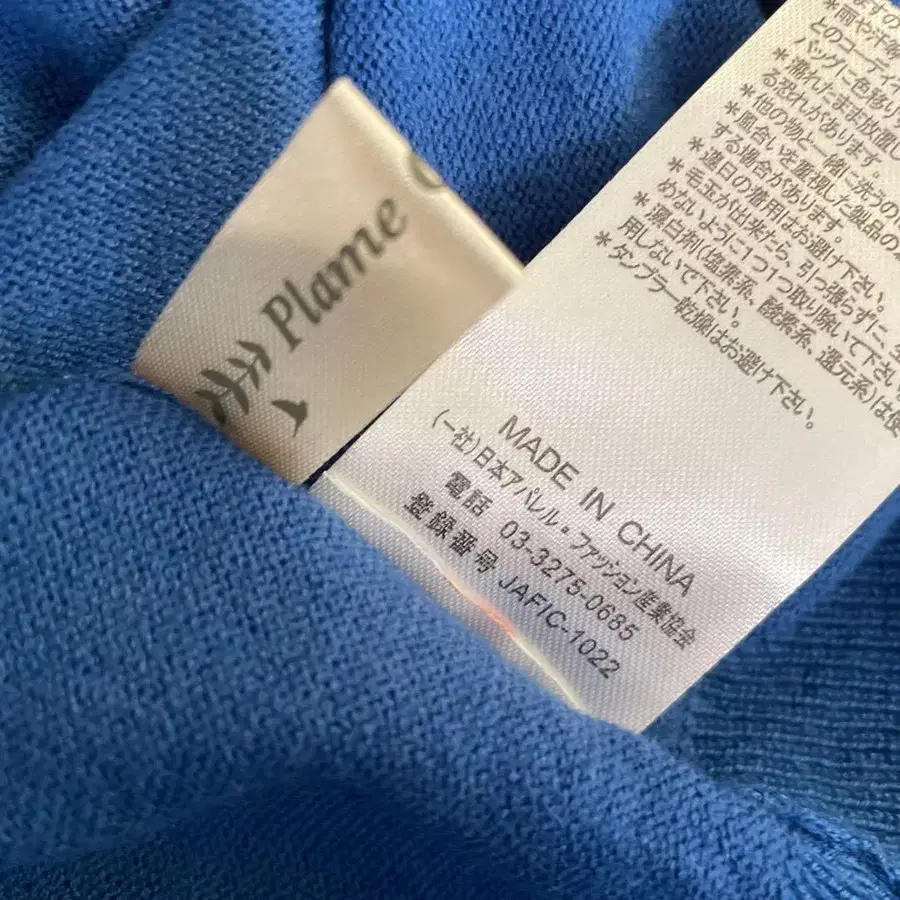 Plame
*雨や汗等
とのコーディイ
バッグに色移り
*濡れたまま放置し
る恐れがあります。
*他の物と一緒に洗うの
*風合いを重視した製品の
する場合があります。
*連日の着用はお避け下さい。
*毛玉が出来たら、引っ張らずに、
めないように1つ1つ取り除いて下さい
*漂白剤(塩素系、酸素系、還元系)は使
用しないで下さい。
*タンブラー乾燥はお避け下さい。
MADE IN CHINA
(一社)日本アパレル・ファッション産業協会
電話 03-3275-0685
登録番号 JAFIC-1022